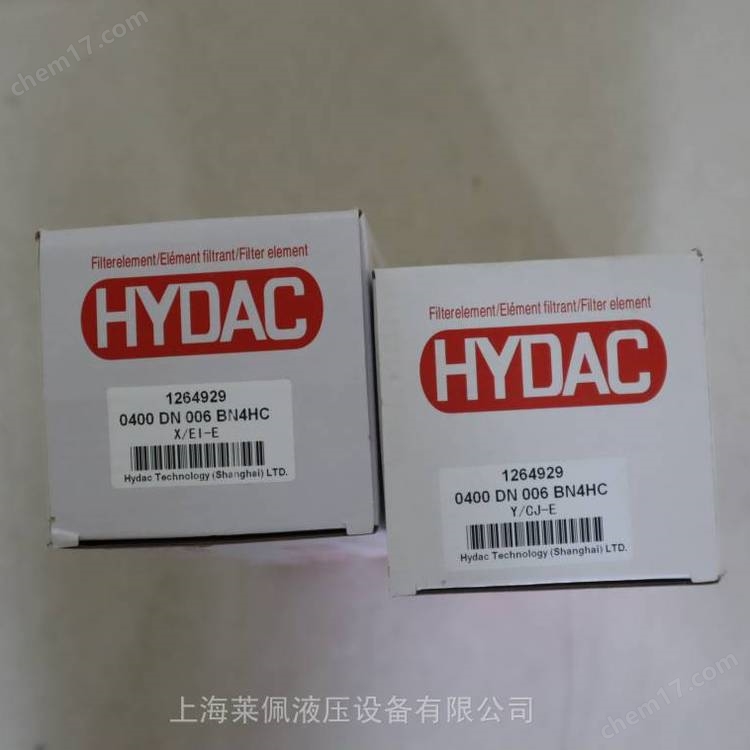 chem17.com
Filterelement/Elément filtrant/Filter element
HYDAC
1264929
0400 DN 006 BN4HC
X/EI-E
Hydac Technology (Shanghai) LTD.
Filterelement/Elément filtrant/Filter element
HYDAC
1264929
0400 DN 006 BN4HC
Y/CJ-E
Hydac Technology (Shanghai) LTD.
上海莱佩液压设备有限公司
chem17.com